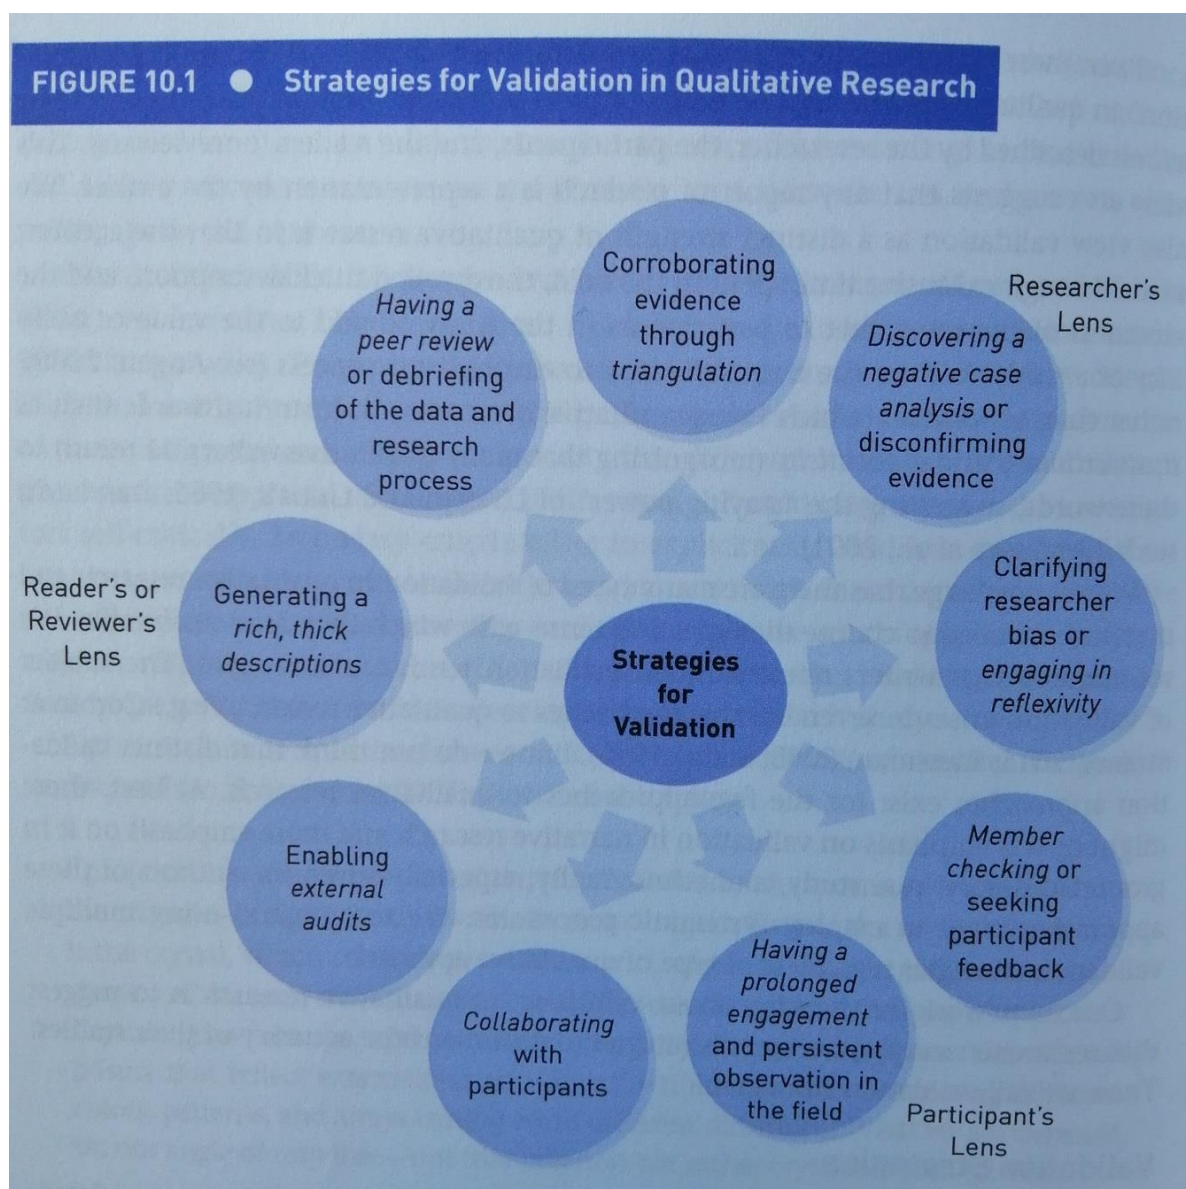 FIGURE 10.1 ● Strategies for Validation in Qualitative Research
Corroborating
evidence
through
triangulation
Researcher's
Lens
Discovering a
negative case
analysis or
disconfirming
evidence
Clarifying
researcher
bias or
engaging in
reflexivity
Member
checking or
seeking
participant
feedback
Having a
prolonged
engagement
and persistent
observation in
the field
Participant's
Lens
Collaborating
with
participants
Enabling
external
audits
Reader's or
Reviewer's
Lens
Generating a
rich, thick
descriptions
Having a
peer review
or debriefing
of the data and
research
process
Strategies
for
Validation